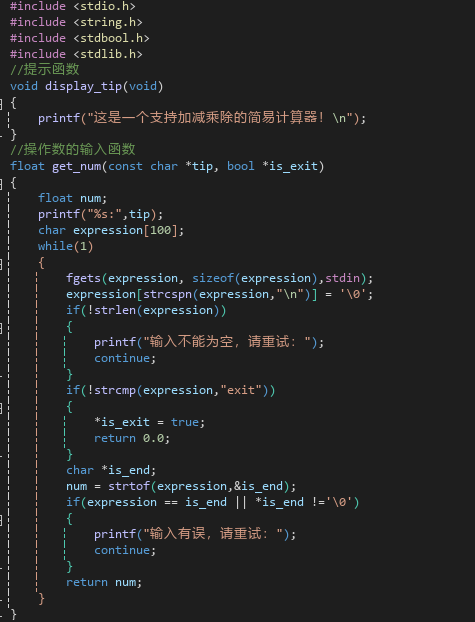 #include <stdio.h>
#include <string.h>
#include <stdbool.h>
#include <stdlib.h>
//提示函数
void display_tip(void)
{
    printf("这是一个支持加减乘除的简易计算器! \n");
}
//操作数的输入函数
float get_num(const char *tip, bool *is_exit)
{
    float num;
    printf("%s:",tip);
    char expression[100];
    while(1)
    {
        fgets(expression, sizeof(expression),stdin);
        expression[strcspn(expression,"\n")] = '\0';
        if(!strlen(expression))
        {
            printf("输入不能为空, 请重试: ");
            continue;
        }
        if(!strcmp(expression,"exit"))
        {
            *is_exit = true;
            return 0.0;
        }
        char *is_end;
        num = strtof(expression,&is_end);
        if(expression == is_end || *is_end !='\0')
        {
            printf("输入有误, 请重试: ");
            continue;
        }
        return num;
    }
}